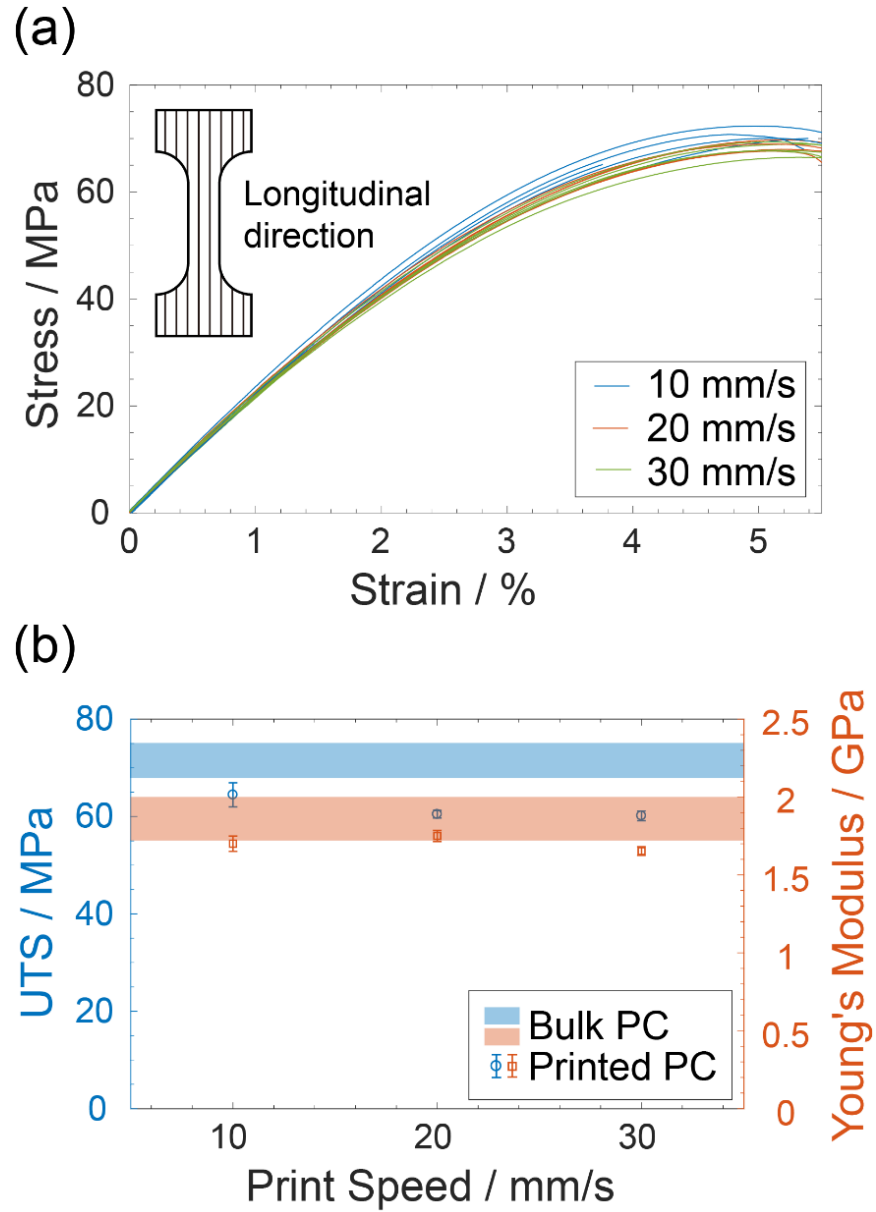 (a)
80
60
40
20
0
Stress / MPa
Longitudinal
direction
10 mm/s
20 mm/s
30 mm/s
0 1 2 3 4 5
Strain / %
(b)
80
60
40
20
0
UTS / MPa
2.5
2
1.5
1
0.5
0
Young's Modulus / GPa
Bulk PC
Printed PC
10 20 30
Print Speed / mm/s